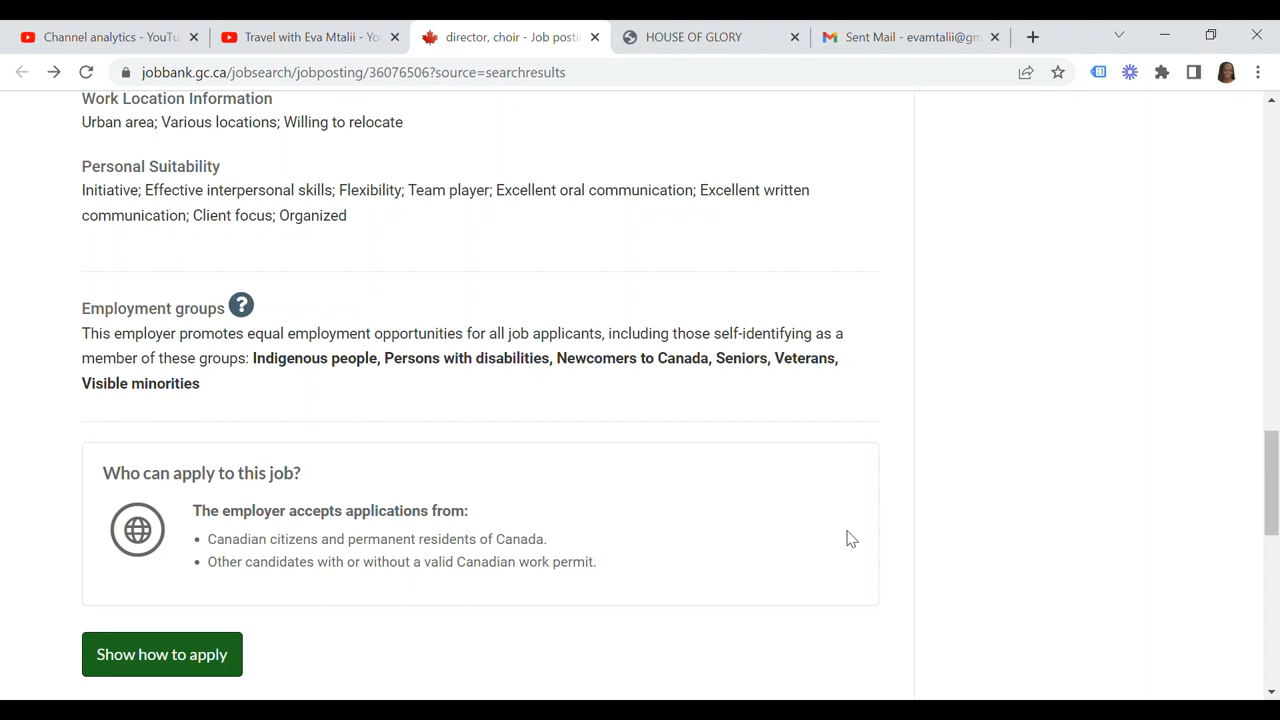 Channel analytics - YouTu
Travel with Eva Mtalii - Yo
director, choir - Job posti
HOUSE OF GLORY
Sent Mail - evamtalii@gm
jobbank.gc.ca/jobsearch/jobposting/36076506?source=searchresults
Work Location Information
Urban area; Various locations; Willing to relocate
Personal Suitability
Initiative; Effective interpersonal skills; Flexibility; Team player; Excellent oral communication; Excellent written
communication; Client focus; Organized
Employment groups ?
This employer promotes equal employment opportunities for all job applicants, including those self-identifying as a
member of these groups: Indigenous people, Persons with disabilities, Newcomers to Canada, Seniors, Veterans,
Visible minorities
Who can apply to this job?
The employer accepts applications from:
• Canadian citizens and permanent residents of Canada.
• Other candidates with or without a valid Canadian work permit.
Show how to apply